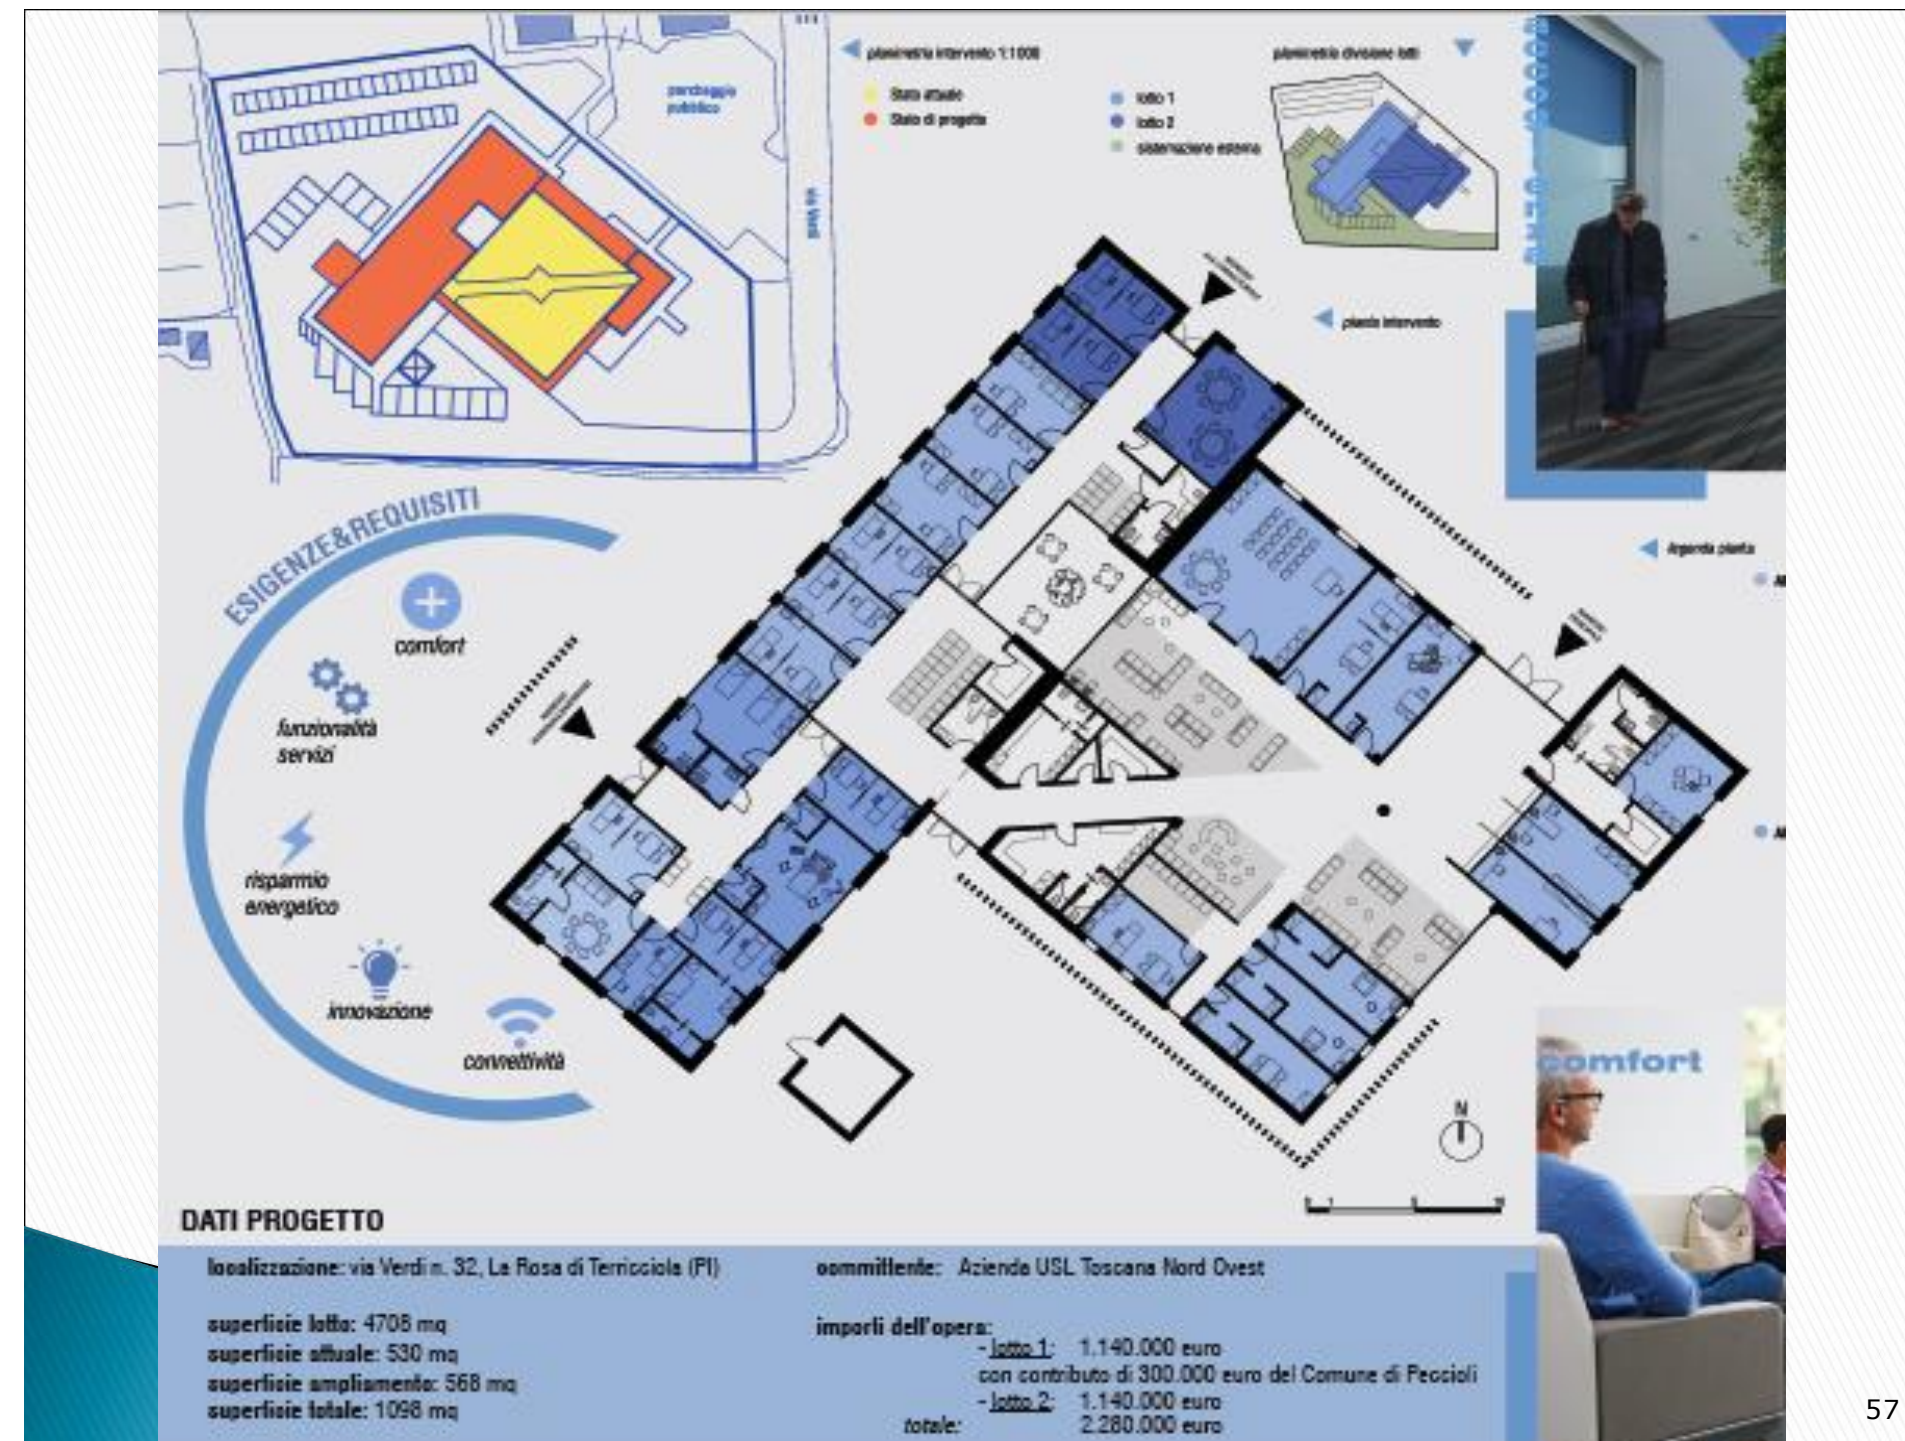 planimetria intervento 1:1000
Stato attuale
Stato di progetto
lotto 1
lotto 2
sistemazione esterna
planimetria divisione lotti
parcheggio
pubblico
via Verdi
pianta intervento
legenda pianta
ESIGENZE&REQUISITI
comfort
funzionalità
servizi
risparmio
energetico
innovazione
connettività
comfort
N
DATI PROGETTO
localizzazione: via Verdi n. 32, La Rosa di Terricciola (PI)
superficie lotto: 4708 mq
superficie attuale: 530 mq
superficie ampliamento: 568 mq
superficie totale: 1098 mq
committente: Azienda USL Toscana Nord Ovest
importi dell'opera:
- lotto 1: 1.140.000 euro
con contributo di 300.000 euro del Comune di Peccioli
- lotto 2: 1.140.000 euro
totale: 2.280.000 euro
57